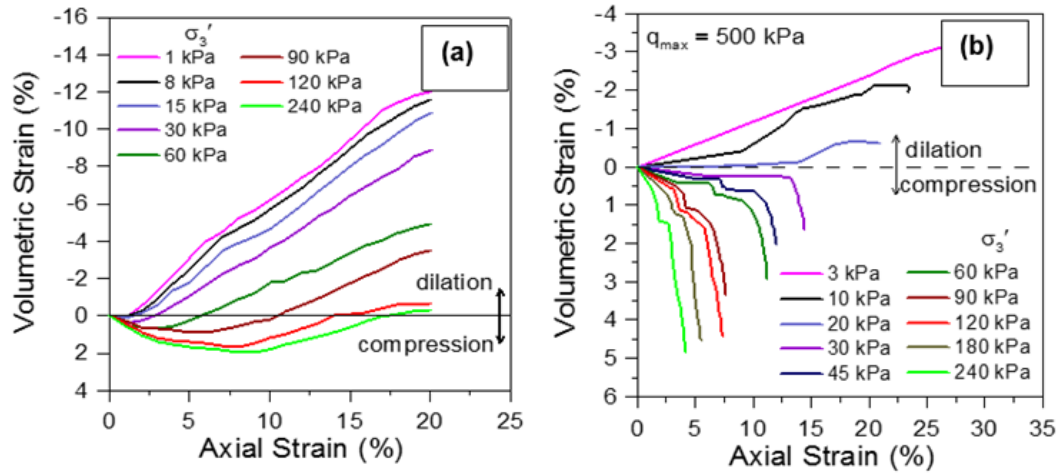 (a)
σ3′
1 kPa
8 kPa
15 kPa
30 kPa
60 kPa
90 kPa
120 kPa
240 kPa
-16
-14
-12
-10
-8
-6
-4
-2
0
2
4
Volumetric Strain (%)
dilation
compression
0 5 10 15 20 25
Axial Strain (%)
(b)
qmax = 500 kPa
-4
-3
-2
-1
0
1
2
3
4
5
6
Volumetric Strain (%)
dilation
compression
σ3′
3 kPa
10 kPa
20 kPa
30 kPa
45 kPa
60 kPa
90 kPa
120 kPa
180 kPa
240 kPa
0 5 10 15 20 25 30 35
Axial Strain (%)